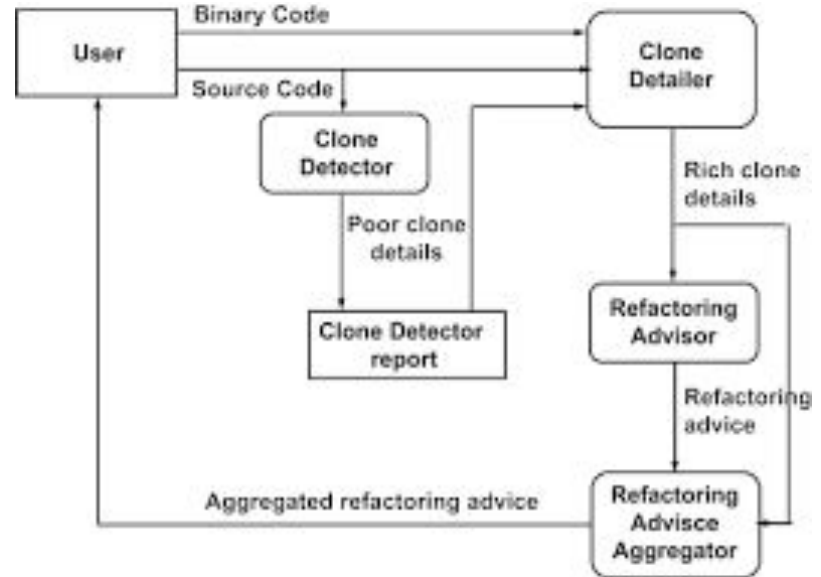 Binary Code
User
Source Code
Clone
Detailer
Clone
Detector
Rich clone
details
Poor clone
details
Refactoring
Advisor
Clone Detector
report
Refactoring
advice
Aggregated refactoring advice
Refactoring
Advisce
Aggregator